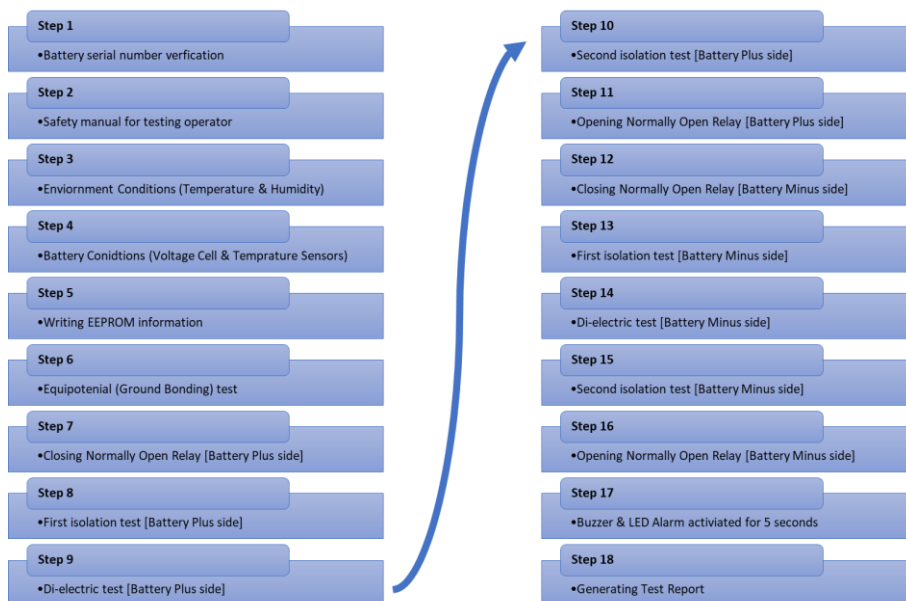 Step 1
•Battery serial number verfication
Step 2
•Safety manual for testing operator
Step 3
•Enviornment Conditions (Temperature & Humidity)
Step 4
•Battery Conidtions (Voltage Cell & Temprature Sensors)
Step 5
•Writing EEPROM information
Step 6
•Equipotenial (Ground Bonding) test
Step 7
•Closing Normally Open Relay [Battery Plus side]
Step 8
•First isolation test [Battery Plus side]
Step 9
•Di-electric test [Battery Plus side]
Step 10
•Second isolation test [Battery Plus side]
Step 11
•Opening Normally Open Relay [Battery Plus side]
Step 12
•Closing Normally Open Relay [Battery Minus side]
Step 13
•First isolation test [Battery Minus side]
Step 14
•Di-electric test [Battery Minus side]
Step 15
•Second isolation test [Battery Minus side]
Step 16
•Opening Normally Open Relay [Battery Minus side]
Step 17
•Buzzer & LED Alarm activiated for 5 seconds
Step 18
•Generating Test Report